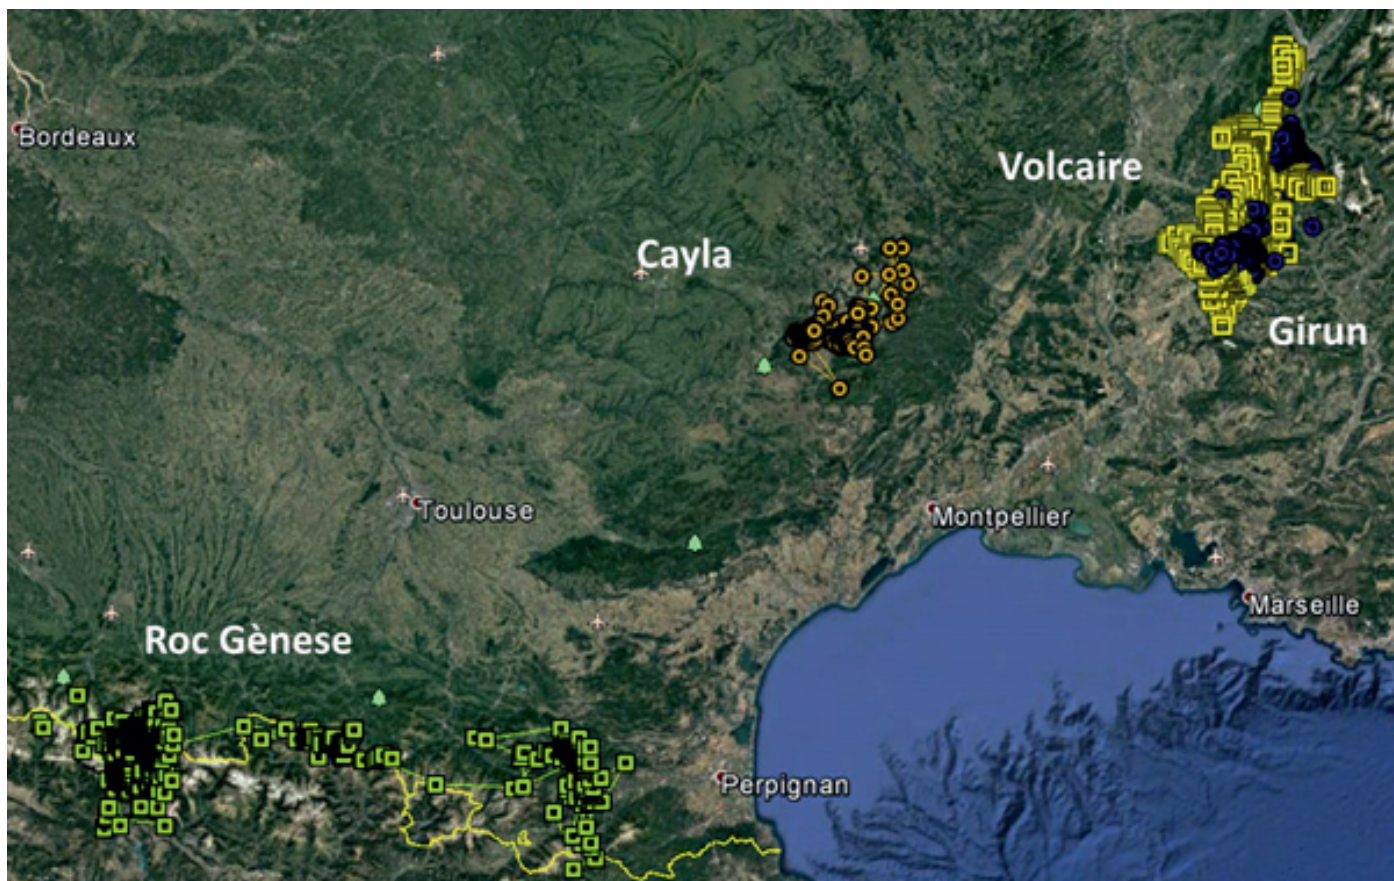 Bordeaux
Volcaire
Cayla
Girun
Toulouse
Montpellier
Marseille
Roc Gènese
Perpignan